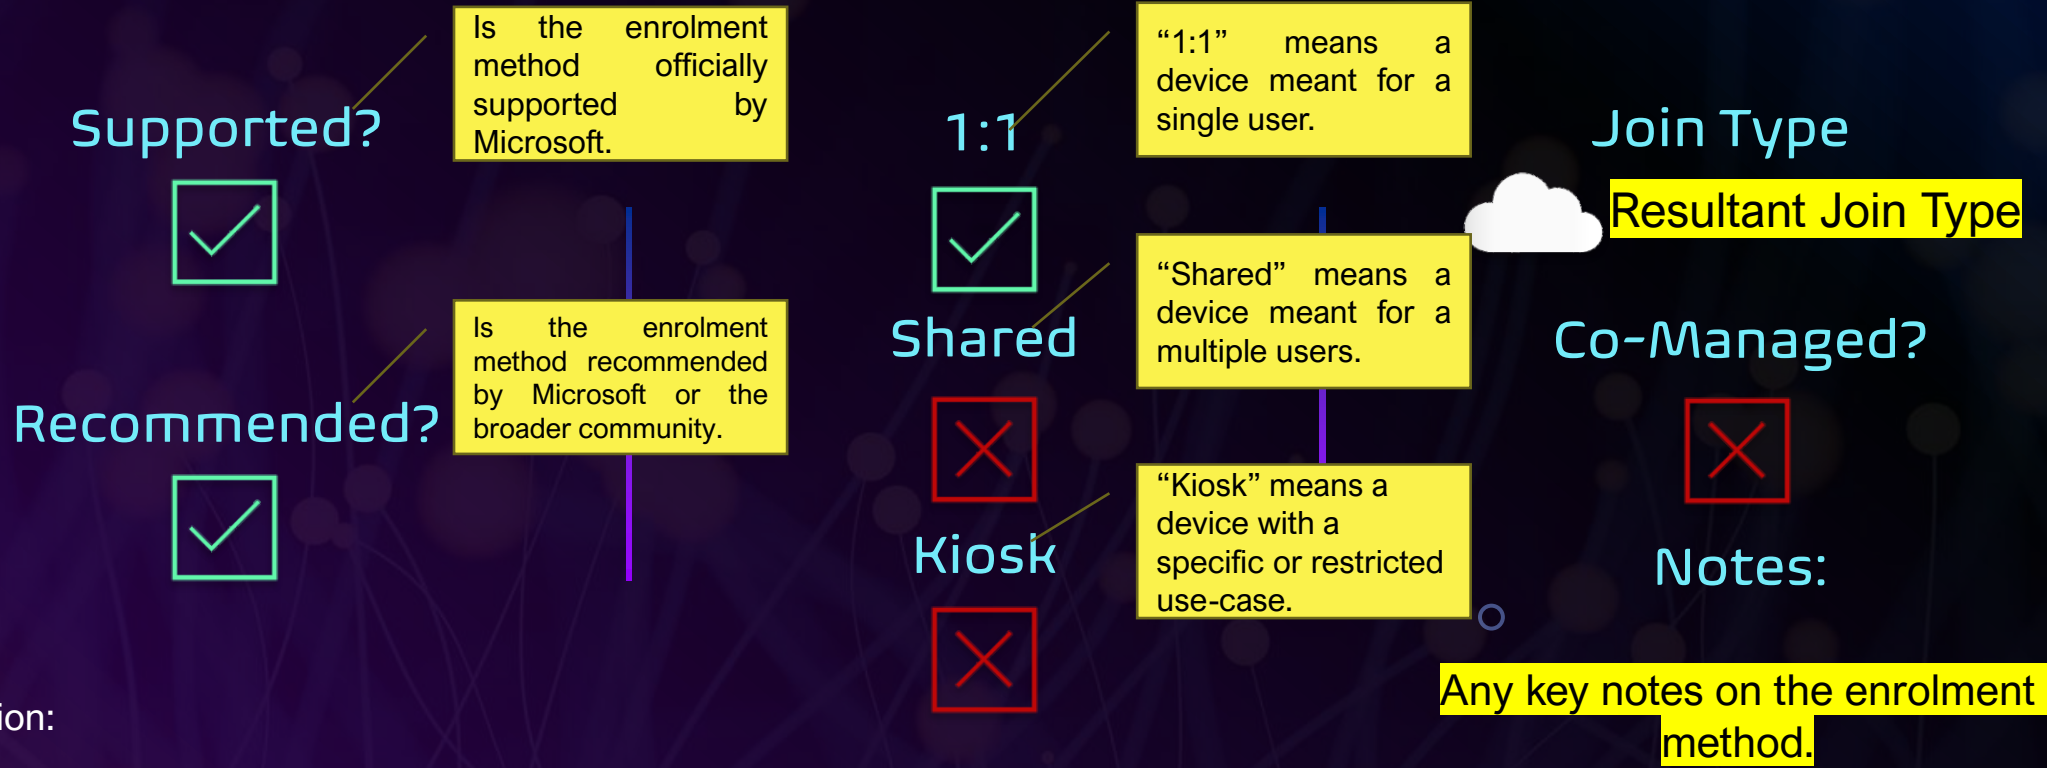 Supported?
Is the enrolment
method officially
supported by
Microsoft.
Recommended?
Is the enrolment
method recommended
by Microsoft or the
broader community.
1:1
“1:1” means a
device meant for a
single user.
Shared
“Shared” means a
device meant for a
multiple users.
Kiosk
“Kiosk” means a
device with a
specific or restricted
use-case.
Join Type
Resultant Join Type
Co-Managed?
Notes:
Any key notes on the enrolment
method.
ion: